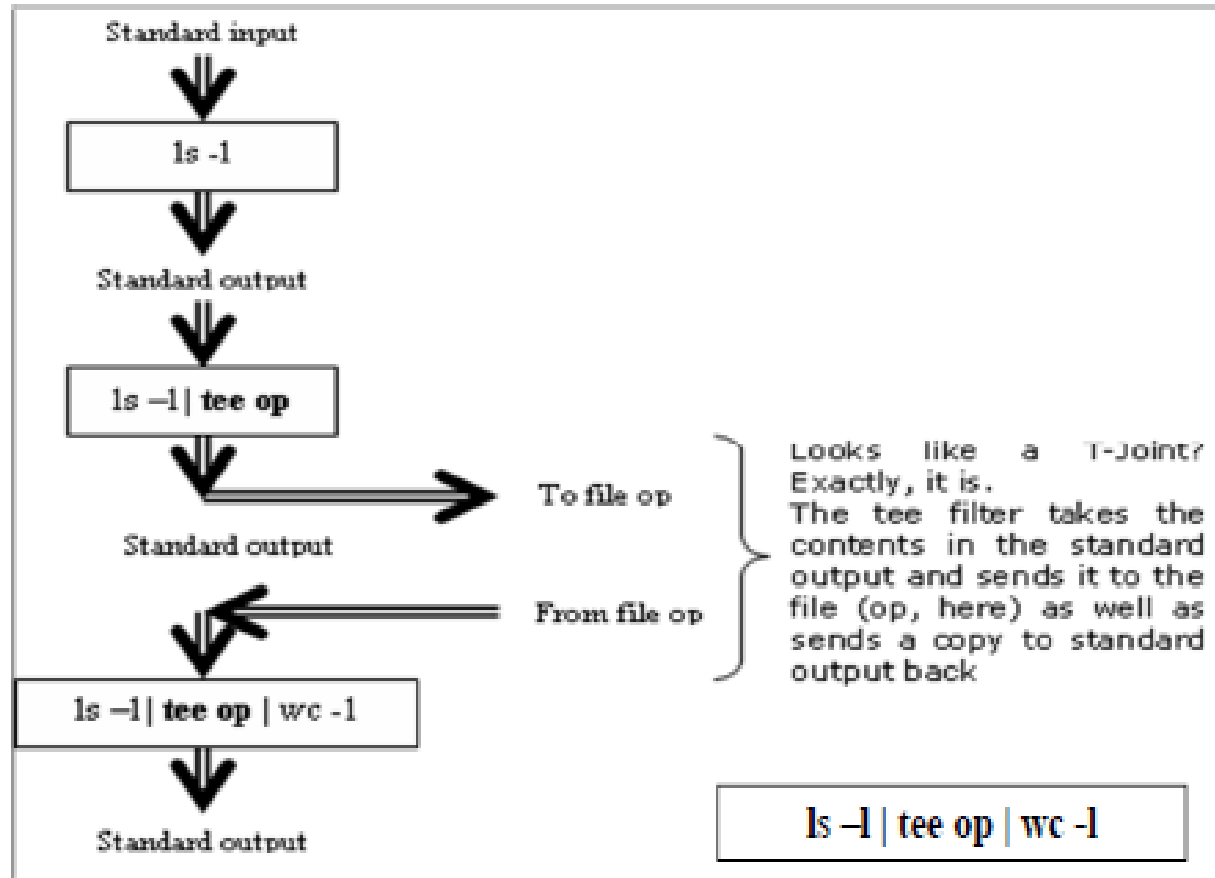 Standard input
ls -l
Standard output
ls –l| tee op
To file op
Standard output
From file op
ls –l| tee op | wc -l
Standard output
Looks like a T-Joint?
Exactly, it is.
The tee filter takes the
contents in the standard
output and sends it to the
file (op, here) as well as
sends a copy to standard
output back
ls –l | tee op | wc -l